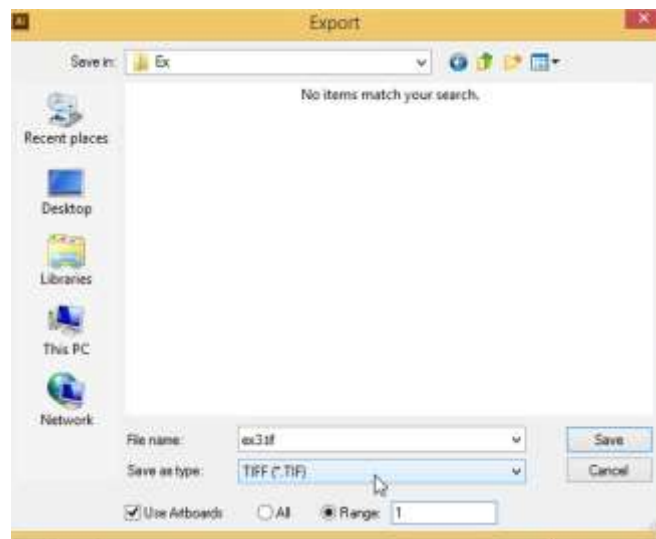 Ai
Export
Save in:
Ex
No items match your search.
Recent places
Desktop
Libraries
This PC
Network
File name:
ex3.tif
Save
Save as type:
TIFF (*.TIF)
Cancel
Use Artboards
All
Range:
1